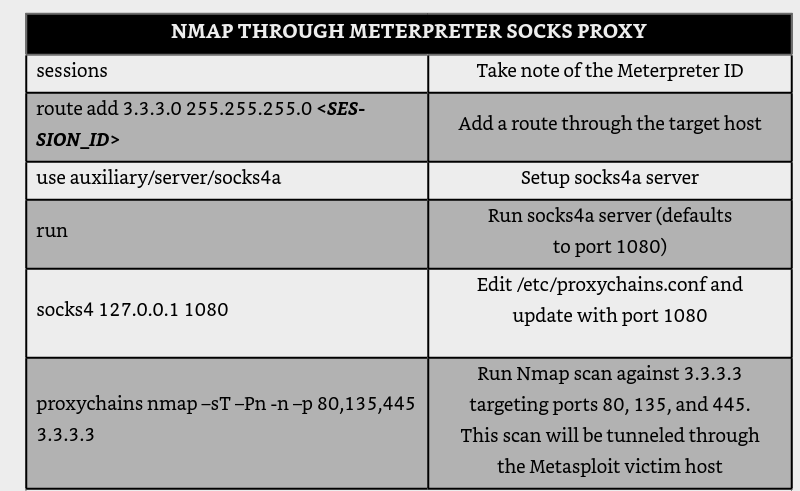 NMAP THROUGH METERPRETER SOCKS PROXY
sessions
Take note of the Meterpreter ID
route add 3.3.3.0 255.255.255.0 <SES-
SION_ID>
Add a route through the target host
use auxiliary/server/socks4a
Setup socks4a server
run
Run socks4a server (defaults
to port 1080)
socks4 127.0.0.1 1080
Edit /etc/proxychains.conf and
update with port 1080
proxychains nmap –sT –Pn -n –p 80,135,445
3.3.3.3
Run Nmap scan against 3.3.3.3
targeting ports 80, 135, and 445.
This scan will be tunneled through
the Metasploit victim host